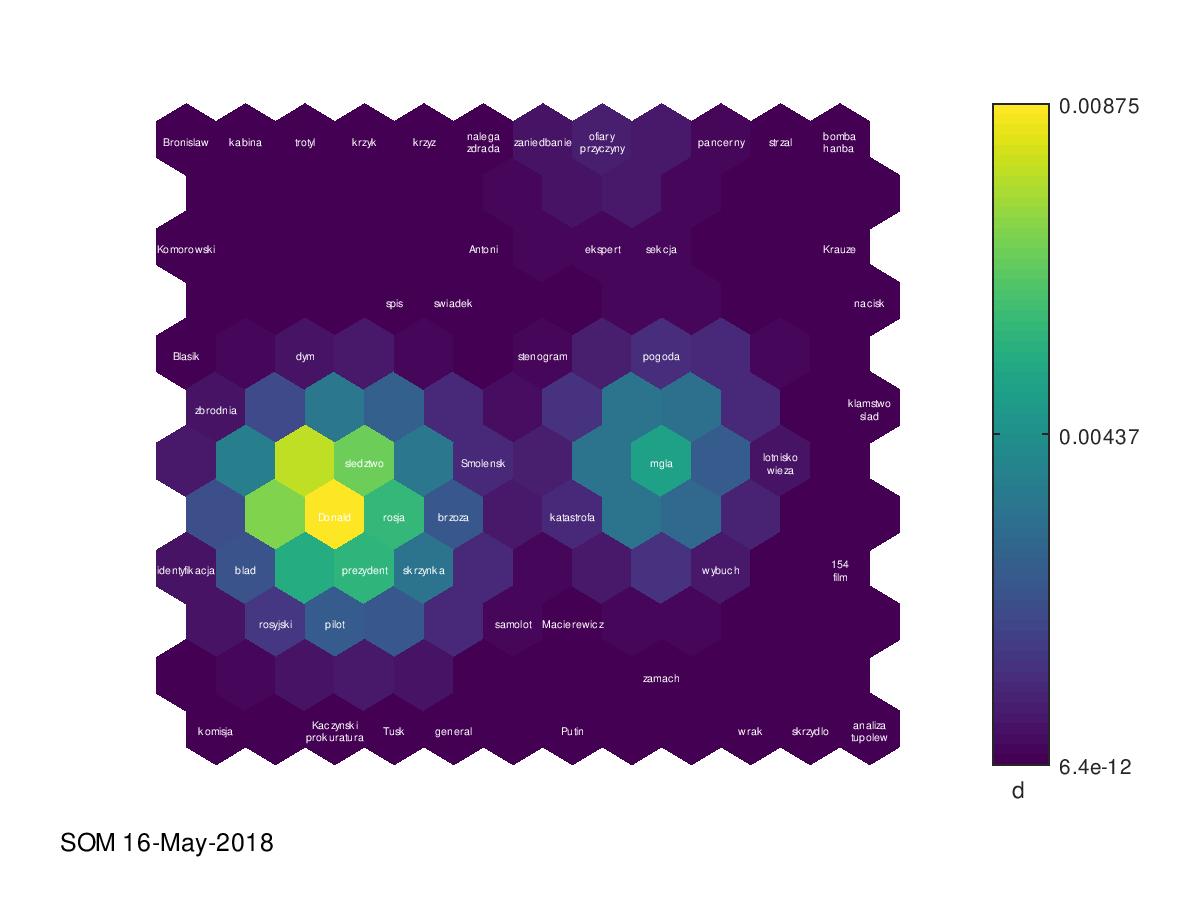 0.00875
Bronislaw kabina trotyl krzyk krzyz nalega zaniedbanie ofiary pancerny strzal bomba
zdrada przyczyny hanba
Komorowski Antoni ekspert sekcja Krauze
spis swiadek nacisk
Blasik dym stenogram pogoda
zbrodnia klamstwo
slad
0.00437
sledztwo Smolensk mgla lotnisko
wieza
Donald rosja brzoza katastrofa
identyfikacja blad prezydent skrzynka wybuch 154
film
rosyjski pilot samolot Macierewicz
zamach
komisja Kaczynski Tusk general Putin wrak skrzydlo analiza
prokuratura tupolew
6.4e-12
d
SOM 16-May-2018